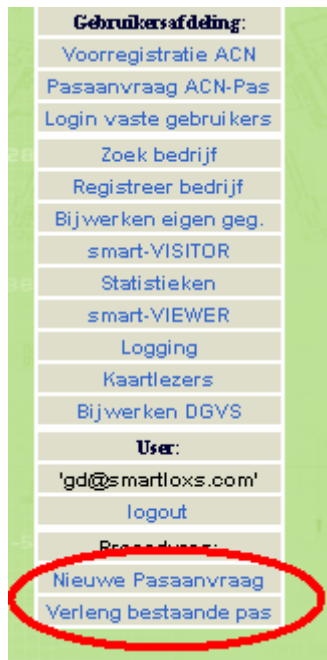 Gebruikersafdeling:
Voorregistratie ACN
Pasaanvraag ACN-Pas
Login vaste gebruikers
Zoek bedrijf
Registreer bedrijf
Bijwerken eigen geg.
smart-VISITOR
Statistieken
smart-VIEWER
Logging
Kaartlezers
Bijwerken DGVS
User:
'gd@smartloxs.com'
logout
Procedures:
Nieuwe Pasaanvraag
Verleng bestaande pas